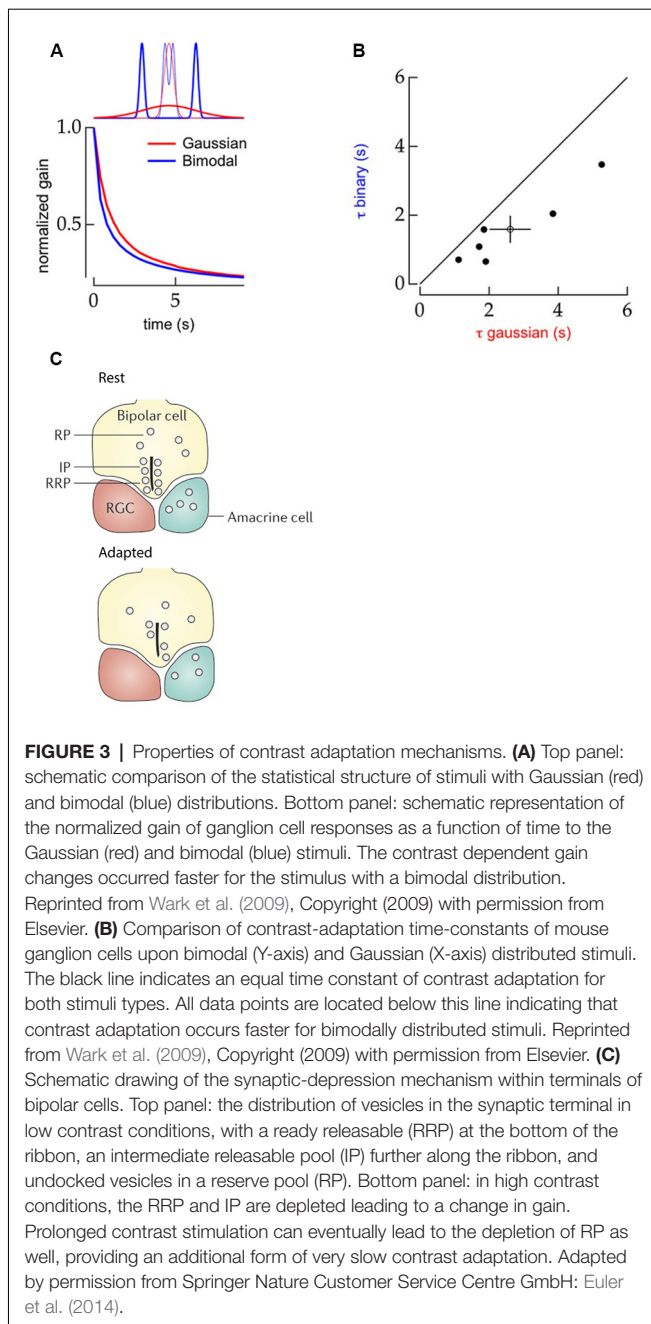 A
1.0
Gaussian
Bimodal
0.5
normalized gain
0
5
time (s)
B
6
4
2
0
τ binary (s)
0
2
4
6
τ gaussian (s)
C
Rest
Bipolar cell
RP
IP
RRP
RGC
Amacrine cell
Adapted
FIGURE 3 | Properties of contrast adaptation mechanisms. (A) Top panel:
schematic comparison of the statistical structure of stimuli with Gaussian (red)
and bimodal (blue) distributions. Bottom panel: schematic representation of
the normalized gain of ganglion cell responses as a function of time to the
Gaussian (red) and bimodal (blue) stimuli. The contrast dependent gain
changes occurred faster for the stimulus with a bimodal distribution.
Reprinted from Wark et al. (2009), Copyright (2009) with permission from
Elsevier. (B) Comparison of contrast-adaptation time-constants of mouse
ganglion cells upon bimodal (Y-axis) and Gaussian (X-axis) distributed stimuli.
The black line indicates an equal time constant of contrast adaptation for
both stimuli types. All data points are located below this line indicating that
contrast adaptation occurs faster for bimodally distributed stimuli. Reprinted
from Wark et al. (2009), Copyright (2009) with permission from Elsevier. (C)
Schematic drawing of the synaptic-depression mechanism within terminals of
bipolar cells. Top panel: the distribution of vesicles in the synaptic terminal in
low contrast conditions, with a ready releasable (RRP) at the bottom of the
ribbon, an intermediate releasable pool (IP) further along the ribbon, and
undocked vesicles in a reserve pool (RP). Bottom panel: in high contrast
conditions, the RRP and IP are depleted leading to a change in gain.
Prolonged contrast stimulation can eventually lead to the depletion of RP as
well, providing an additional form of very slow contrast adaptation. Adapted
by permission from Springer Nature Customer Service Centre GmbH: Euler
et al. (2014).